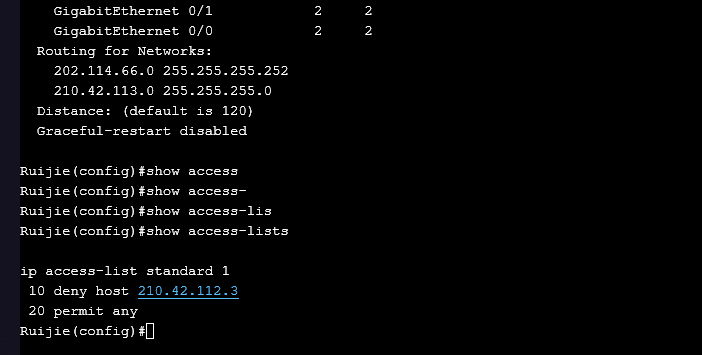 GigabitEthernet 0/1 2 2
GigabitEthernet 0/0 2 2
Routing for Networks:
202.114.66.0 255.255.255.252
210.42.113.0 255.255.255.0
Distance: (default is 120)
Graceful-restart disabled
Ruijie(config)#show access
Ruijie(config)#show access-
Ruijie(config)#show access-lis
Ruijie(config)#show access-lists
ip access-list standard 1
10 deny host 210.42.112.3
20 permit any
Ruijie(config)#